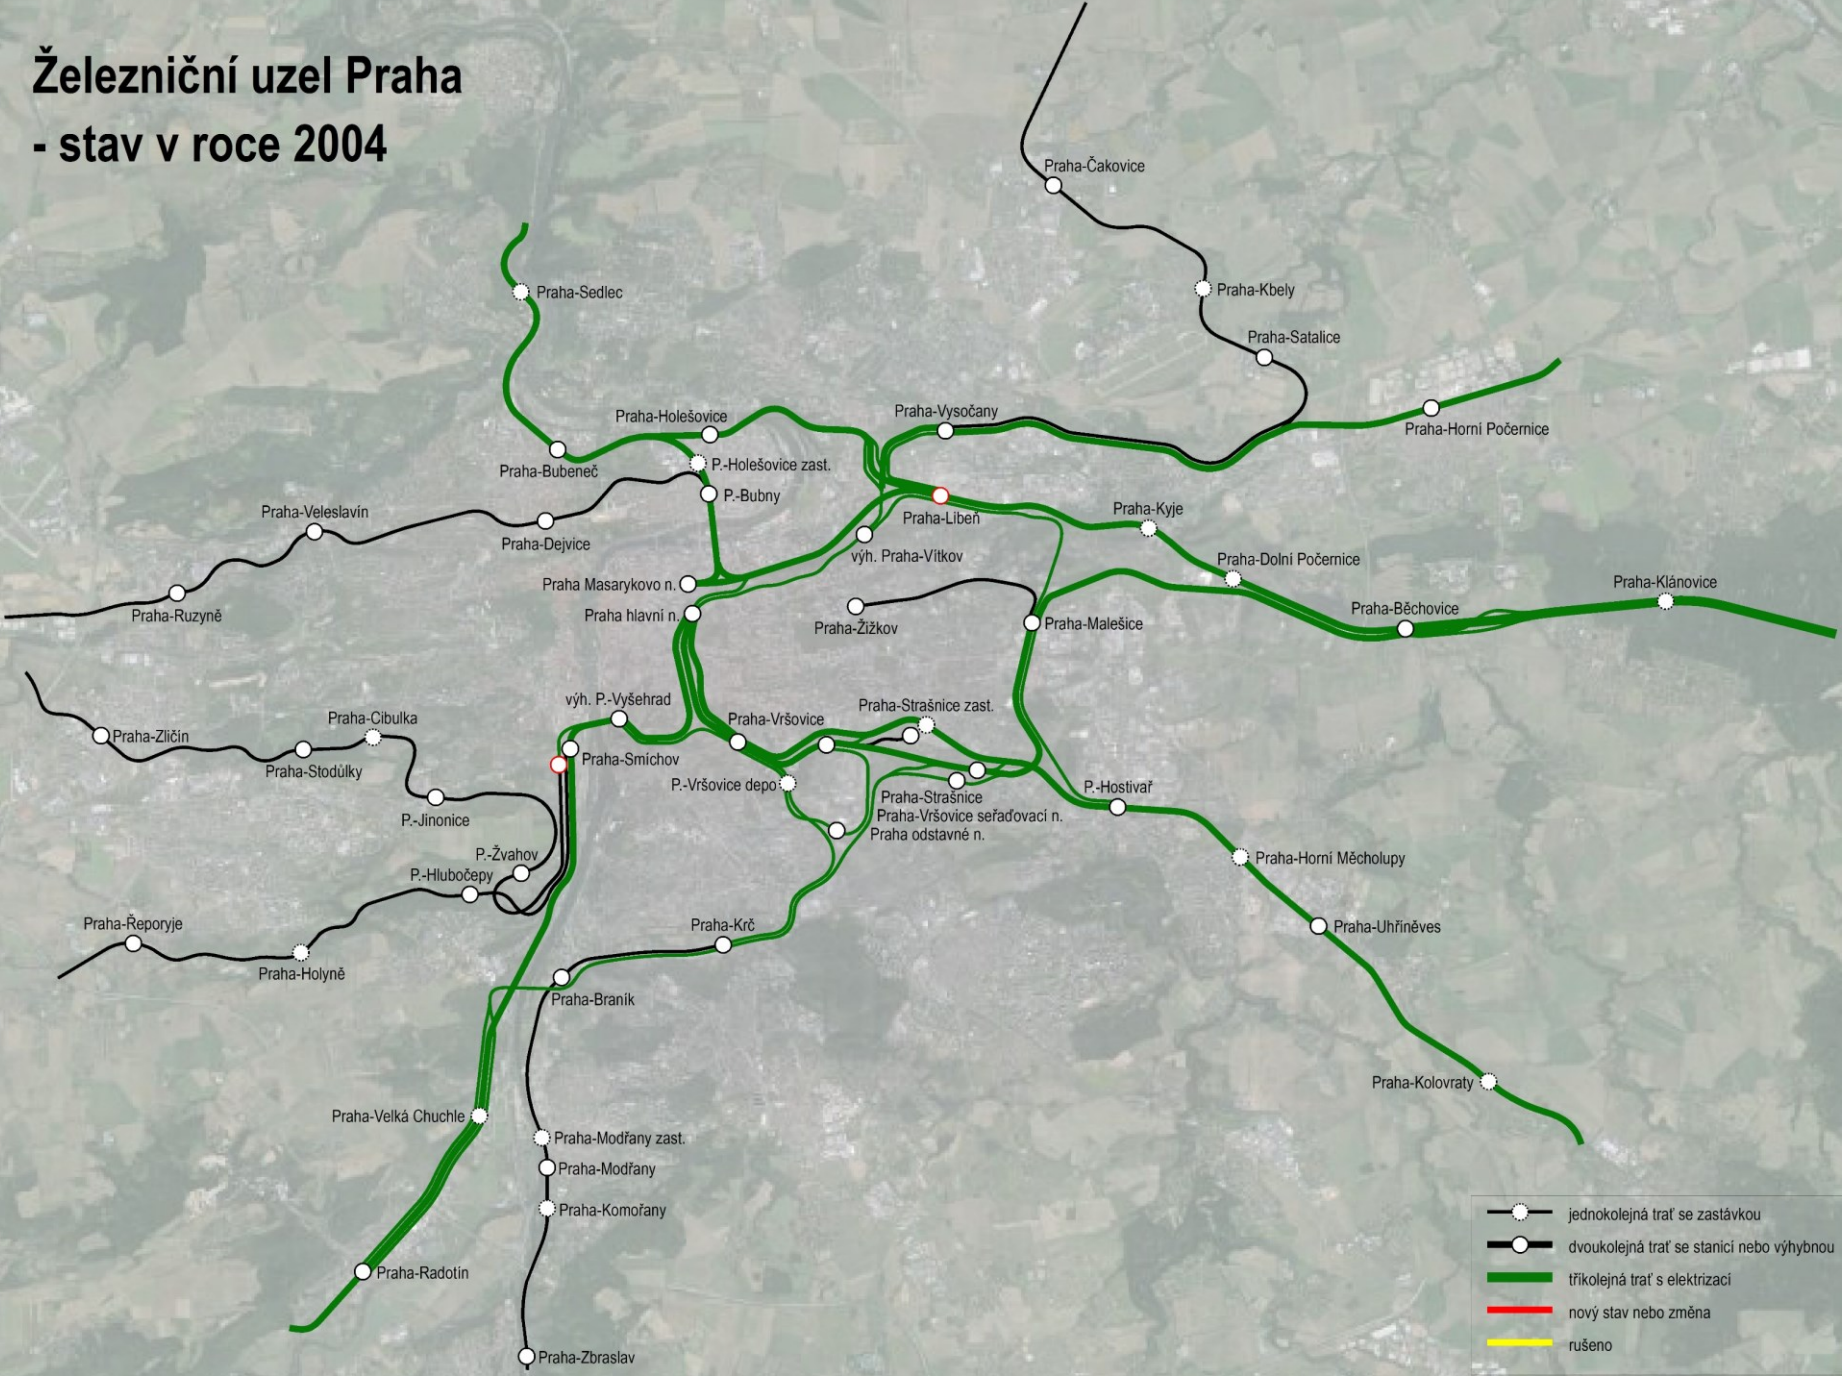 Železniční uzel Praha
- stav v roce 2004
Praha-Čakovice
Praha-Sedlec
Praha-Kbely
Praha-Satalice
Praha-Holešovice
Praha-Vysočany
Praha-Horní Počernice
Praha-Bubeneč
P.-Holešovice zast.
P.-Bubny
Praha-Veleslavín
Praha-Dejvice
Praha-Libeň
Praha-Kyje
výh. Praha-Vítkov
Praha-Dolní Počernice
Praha Masarykovo n.
Praha-Klánovice
Praha-Ruzyně
Praha hlavní n.
Praha-Žižkov
Praha-Malešice
Praha-Běchovice
výh. P.-Vyšehrad
Praha-Cibulka
Praha-Zličín
Praha-Stodůlky
Praha-Smíchov
Praha-Vršovice
Praha-Strašnice zast.
P.-Vršovice depo
Praha-Strašnice
Praha-Vršovice seřaďovací n.
Praha odstavné n.
P.-Hostivař
P.-Jinonice
P.-Žvahov
P.-Hlubočepy
Praha-Horní Měcholupy
Praha-Řeporyje
Praha-Holyně
Praha-Krč
Praha-Uhříněves
Praha-Braník
Praha-Kolovraty
Praha-Velká Chuchle
Praha-Modřany zast.
Praha-Modřany
Praha-Komořany
Praha-Radotín
Praha-Zbraslav
jednokolejná trať se zastávkou
dvoukolejná trať se stanicí nebo výhybnou
tříkolejná trať s elektrizací
nový stav nebo změna
rušeno